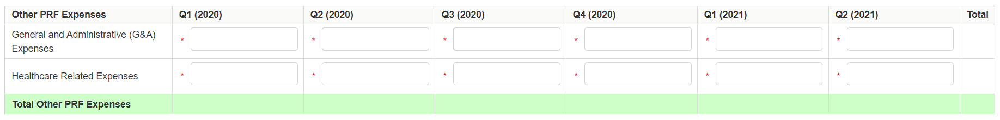 Other PRF Expenses Q1 (2020) Q2 (2020) Q3 (2020) Q4 (2020) Q1 (2021) Q2 (2021) Total
General and Administrative (G&A)
Expenses * * * * * *
Healthcare Related Expenses * * * * * *
Total Other PRF Expenses